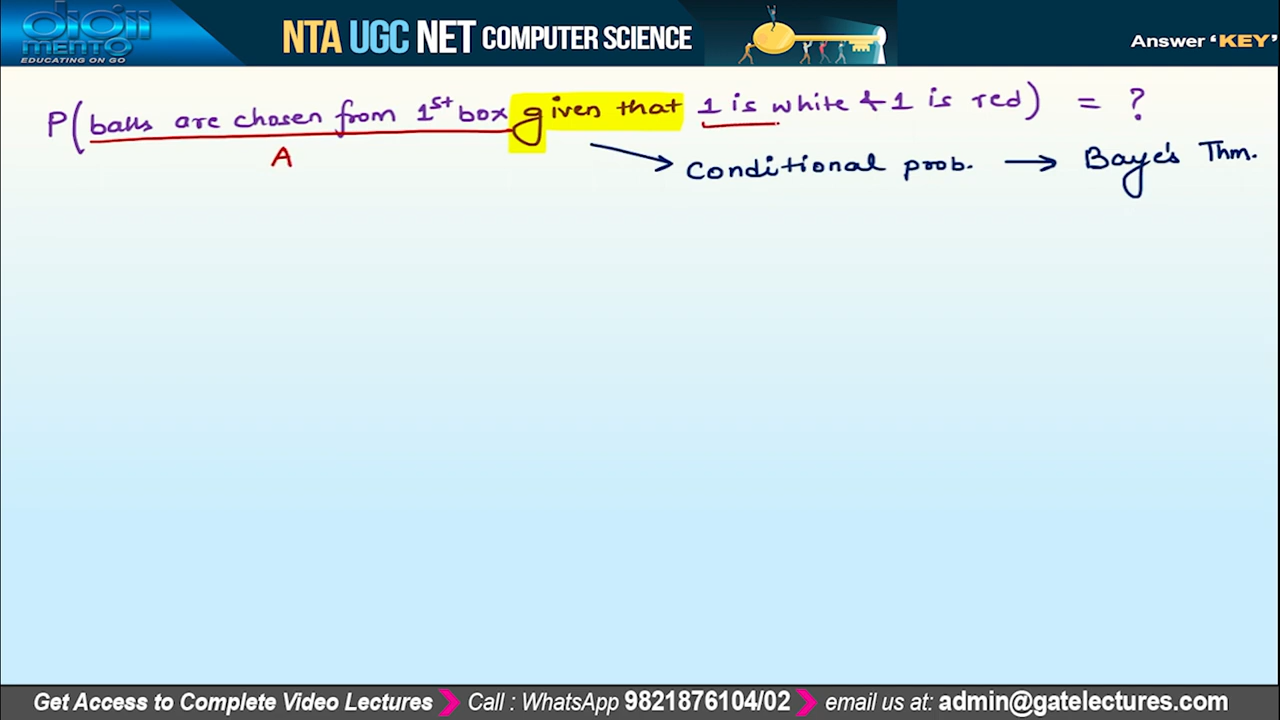 digii
MENTO
EDUCATING ON GO
NTA UGC NET COMPUTER SCIENCE
Answer ‘KEY’
P(balls are chosen from 1st box given that 1 is white & 1 is red) = ?
A
→ Conditional prob. → Baye's Thm.
Get Access to Complete Video Lectures Call : WhatsApp 9821876104/02 email us at: admin@gatelectures.com